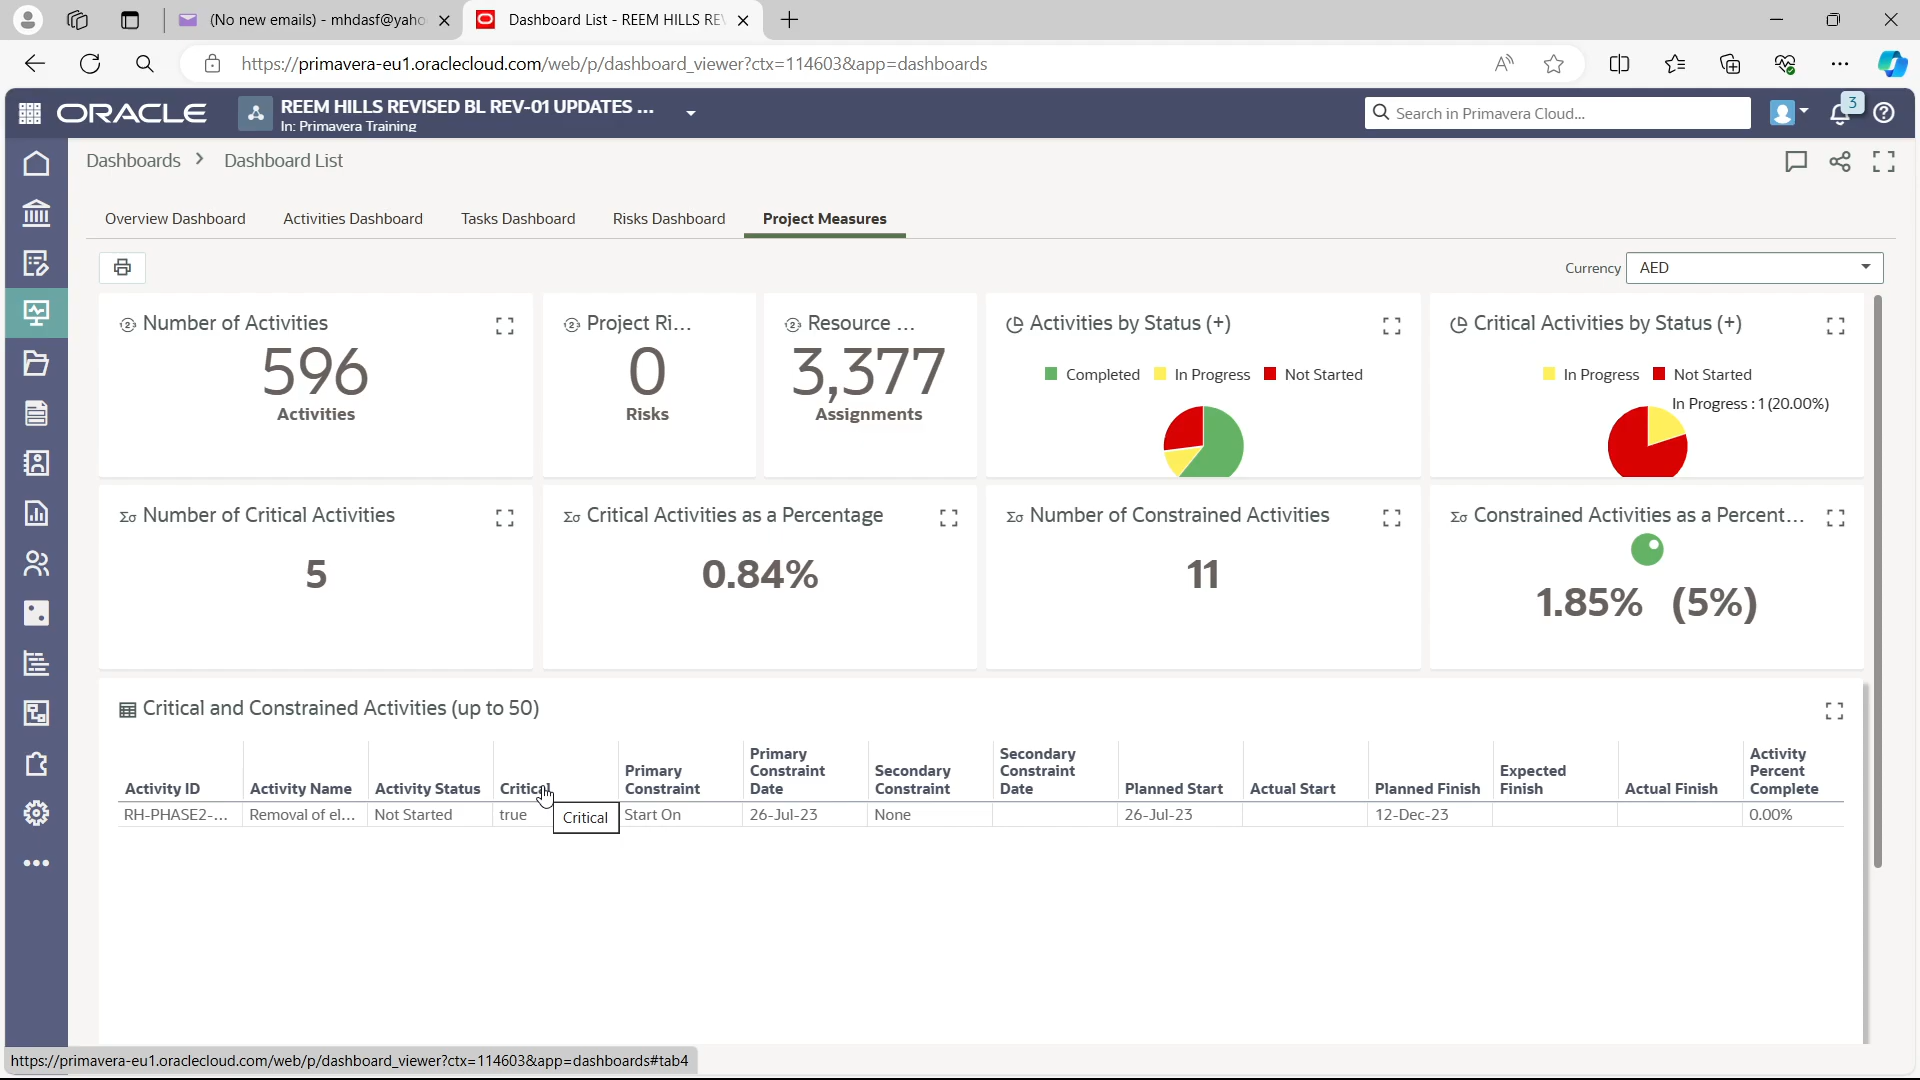 (No new emails) - mhdasf@yaho
Dashboard List - REEM HILLS RE
https://primavera-eu1.oraclecloud.com/web/p/dashboard_viewer?ctx=114603&app=dashboards
ORACLE
REEM HILLS REVISED BL REV-01 UPDATES ...
In: Primavera Training
Search in Primavera Cloud...
3
Dashboards > Dashboard List
Overview Dashboard
Activities Dashboard
Tasks Dashboard
Risks Dashboard
Project Measures
Currency
AED
Number of Activities
596
Activities
Project Ri...
0
Risks
Resource ...
3,377
Assignments
Activities by Status (+)
Completed
In Progress
Not Started
Critical Activities by Status (+)
In Progress
Not Started
In Progress : 1 (20.00%)
Σσ Number of Critical Activities
5
Σσ Critical Activities as a Percentage
0.84%
Σσ Number of Constrained Activities
11
Σσ Constrained Activities as a Percent...
1.85% (5%)
Critical and Constrained Activities (up to 50)
Activity ID
Activity Name
Activity Status
Critical
Primary
Constraint
Primary
Constraint
Date
Secondary
Constraint
Secondary
Constraint
Date
Planned Start
Actual Start
Planned Finish
Expected
Finish
Actual Finish
Activity
Percent
Complete
RH-PHASE2-...
Removal of el...
Not Started
true
Start On
26-Jul-23
None
26-Jul-23
12-Dec-23
0.00%
Critical
https://primavera-eu1.oraclecloud.com/web/p/dashboard_viewer?ctx=114603&app=dashboards#tab4